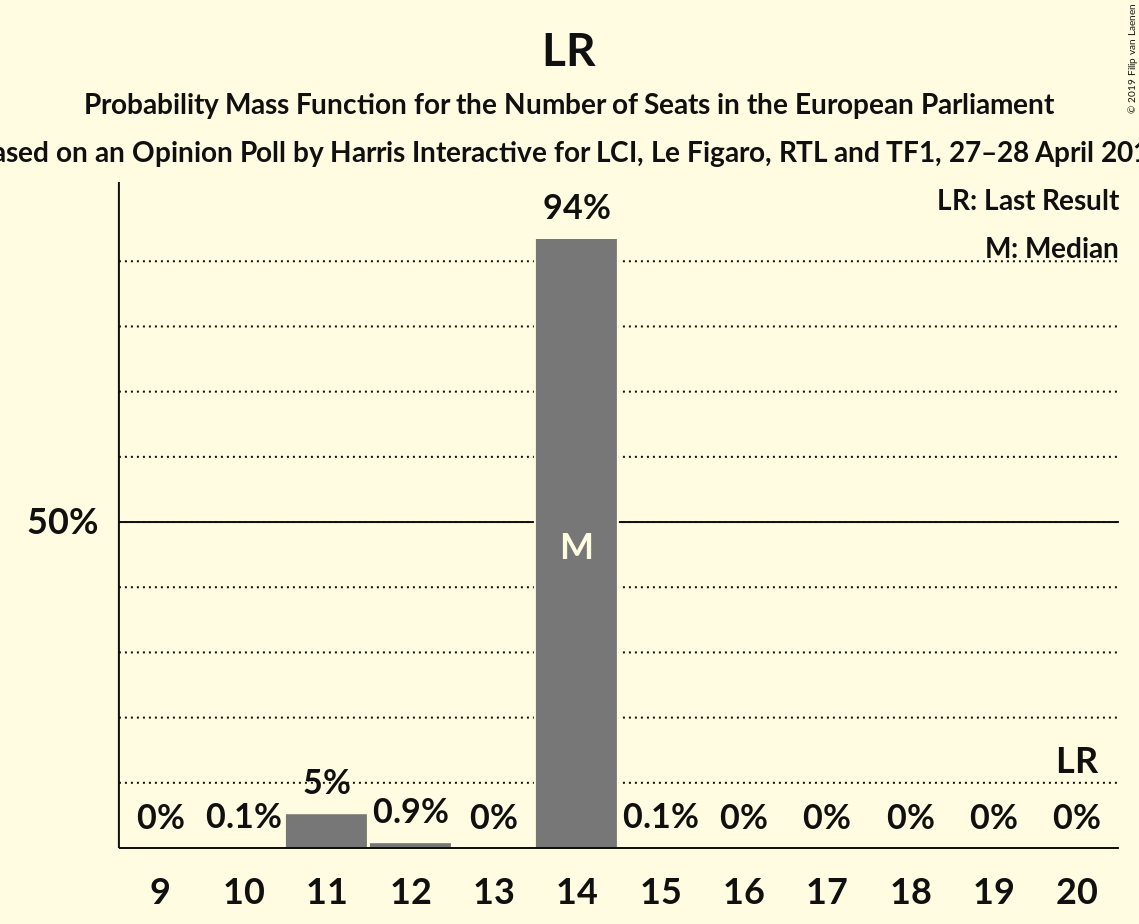 LR
Probability Mass Function for the Number of Seats in the European Parliament
on an Opinion Poll by Harris Interactive for LCI, Le Figaro, RTL and TF1, 27–28 April
© 2019 Filip van Laenen
LR: Last Result
M: Median
94%
50%
M
LR
5%
0% 0.1% 0.9% 0% 0.1% 0% 0% 0% 0% 0%
9 10 11 12 13 14 15 16 17 18 19 20